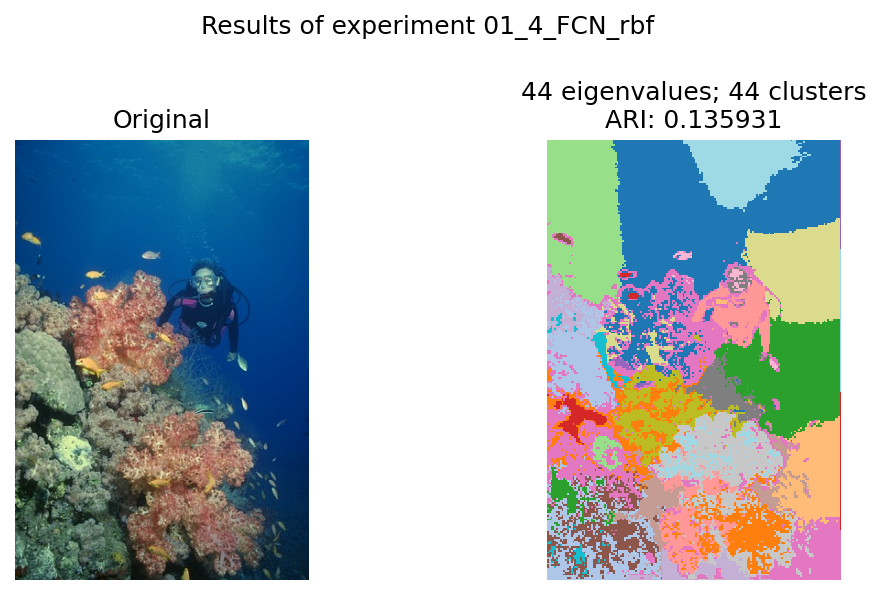 Results of experiment 01_4_FCN_rbf
Original
44 eigenvalues; 44 clusters
ARI: 0.135931